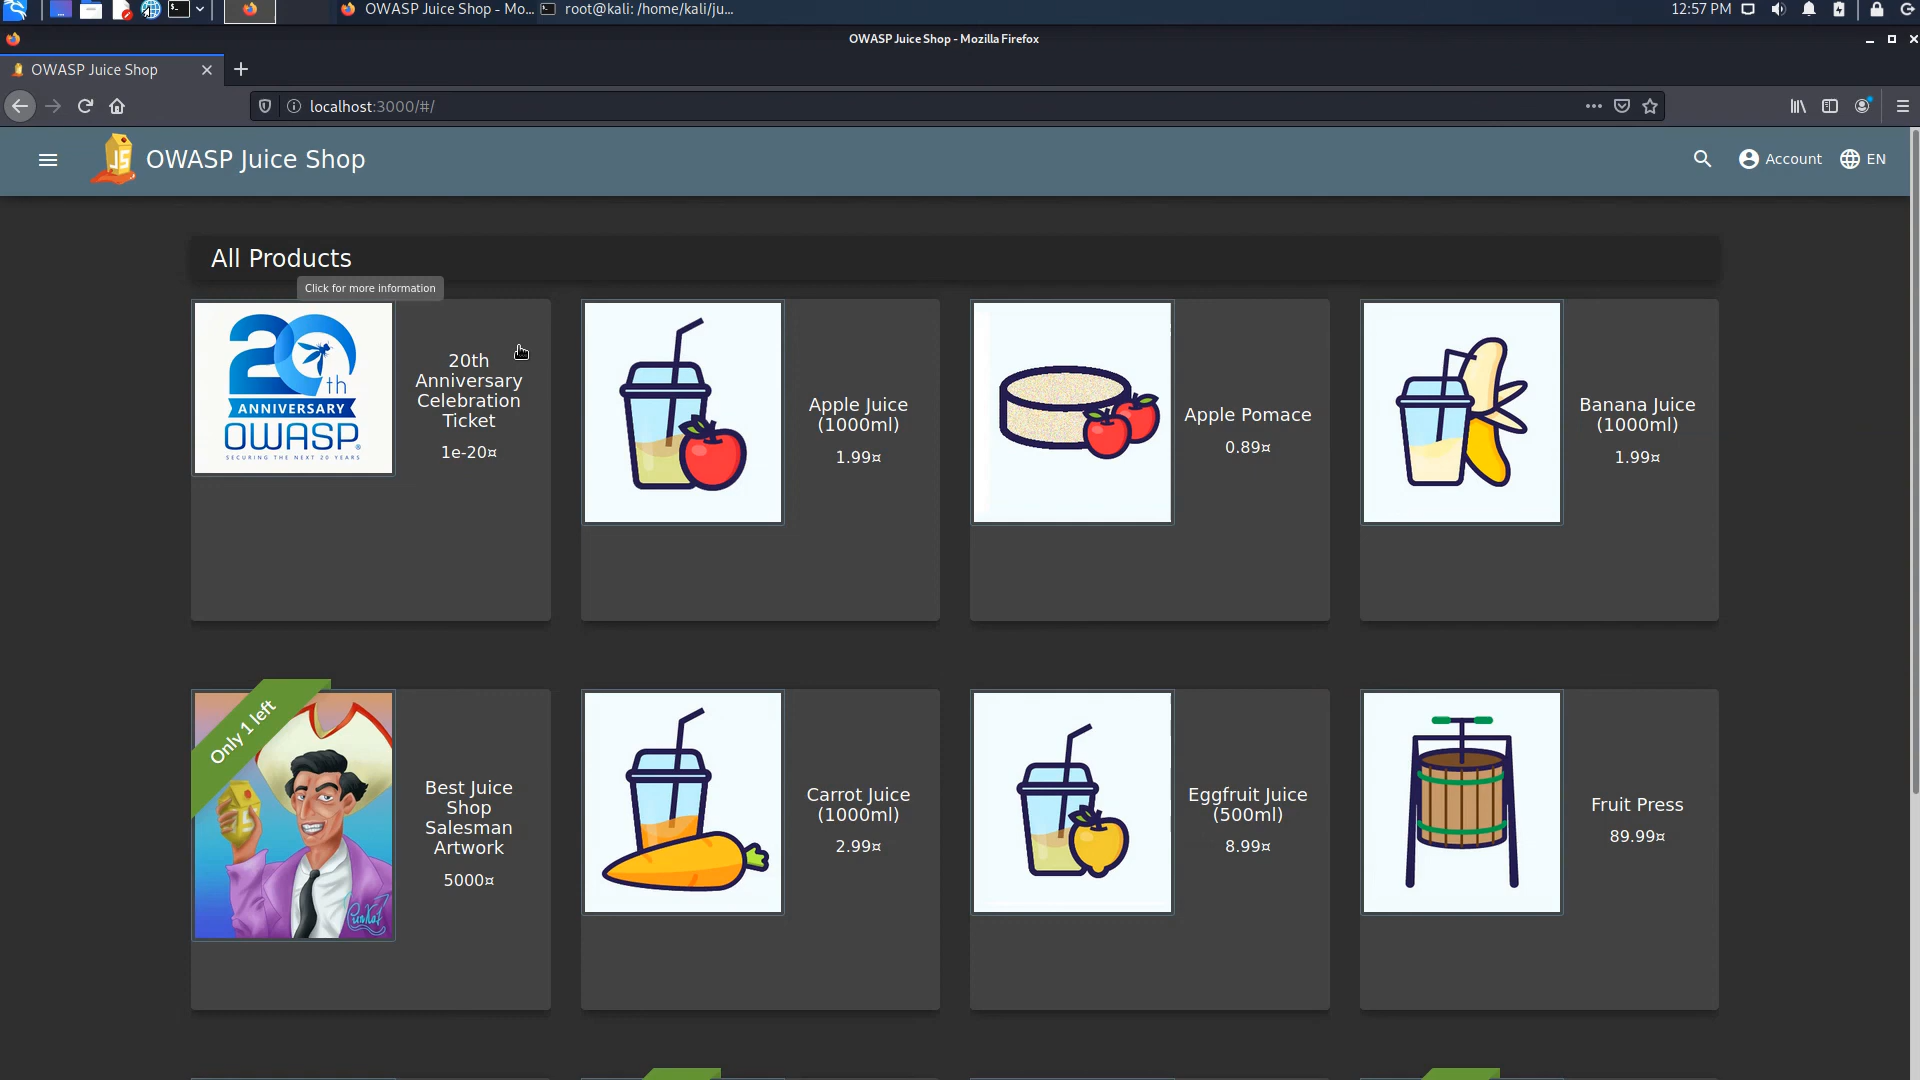 OWASP Juice Shop - Mo...
root@kali: /home/kali/ju...
12:57 PM
OWASP Juice Shop - Mozilla Firefox
OWASP Juice Shop
localhost:3000/#/
JS
OWASP Juice Shop
Account
EN
All Products
Click for more information
20th
ANNIVERSARY
OWASP
SECURING THE NEXT 20 YEARS
20th
Anniversary
Celebration
Ticket
1e-20¤
Apple Juice
(1000ml)
1.99¤
Apple Pomace
0.89¤
Banana Juice
(1000ml)
1.99¤
Only 1 left
Best Juice
Shop
Salesman
Artwork
5000¤
Carrot Juice
(1000ml)
2.99¤
Eggfruit Juice
(500ml)
8.99¤
Fruit Press
89.99¤